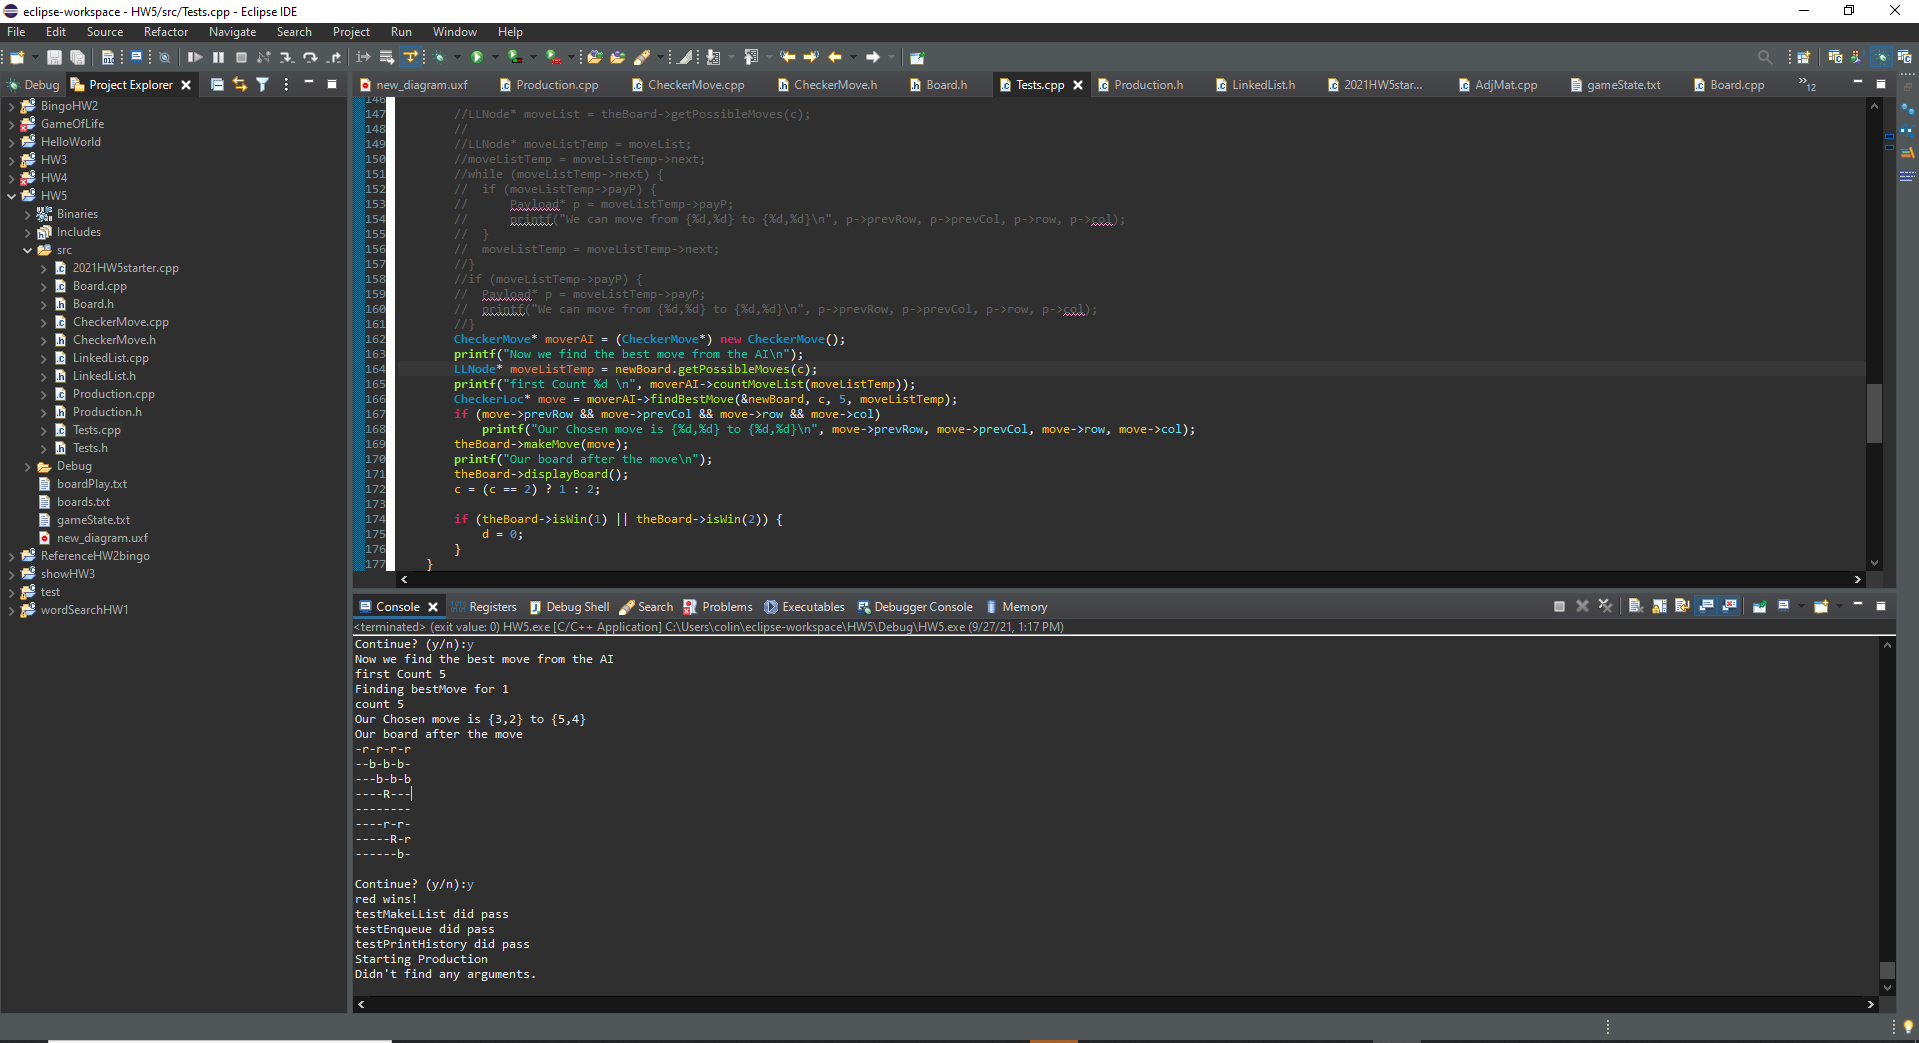 eclipse-workspace - HW5/src/Tests.cpp - Eclipse IDE
File Edit Source Refactor Navigate Search Project Run Window Help
Debug Project Explorer
new_diagram.uxf Production.cpp CheckerMove.cpp CheckerMove.h Board.h Tests.cpp Production.h LinkedList.h 2021HW5star... AdjMat.cpp gameState.txt Board.cpp »12
BingoHW2
GameOfLife
HelloWorld
HW3
HW4
HW5
Binaries
Includes
src
2021HW5starter.cpp
Board.cpp
Board.h
CheckerMove.cpp
CheckerMove.h
LinkedList.cpp
LinkedList.h
Production.cpp
Production.h
Tests.cpp
Tests.h
Debug
boardPlay.txt
boards.txt
gameState.txt
new_diagram.uxf
ReferenceHW2bingo
showHW3
test
wordSearchHW1
146
147 //LLNode* moveList = theBoard->getPossibleMoves(c);
148 //
149 //LLNode* moveListTemp = moveList;
150 //moveListTemp = moveListTemp->next;
151 //while (moveListTemp->next) {
152 // if (moveListTemp->payP) {
153 // Payload* p = moveListTemp->payP;
154 // printf("We can move from {%d,%d} to {%d,%d}\n", p->prevRow, p->prevCol, p->row, p->col);
155 // }
156 // moveListTemp = moveListTemp->next;
157 //}
158 //if (moveListTemp->payP) {
159 // Payload* p = moveListTemp->payP;
160 // printf("We can move from {%d,%d} to {%d,%d}\n", p->prevRow, p->prevCol, p->row, p->col);
161 //}
162 CheckerMove* moverAI = (CheckerMove*) new CheckerMove();
163 printf("Now we find the best move from the AI\n");
164 LLNode* moveListTemp = newBoard.getPossibleMoves(c);
165 printf("first Count %d \n", moverAI->countMoveList(moveListTemp));
166 CheckerLoc* move = moverAI->findBestMove(&newBoard, c, 5, moveListTemp);
167 if (move->prevRow && move->prevCol && move->row && move->col)
168 printf("Our Chosen move is {%d,%d} to {%d,%d}\n", move->prevRow, move->prevCol, move->row, move->col);
169 theBoard->makeMove(move);
170 printf("Our board after the move\n");
171 theBoard->displayBoard();
172 c = (c == 2) ? 1 : 2;
173
174 if (theBoard->isWin(1) || theBoard->isWin(2)) {
175 d = 0;
176 }
177 }
Console Registers Debug Shell Search Problems Executables Debugger Console Memory
<terminated> (exit value: 0) HW5.exe [C/C++ Application] C:\Users\colin\eclipse-workspace\HW5\Debug\HW5.exe (9/27/21, 1:17 PM)
Continue? (y/n):y
Now we find the best move from the AI
first Count 5
Finding bestMove for 1
count 5
Our Chosen move is {3,2} to {5,4}
Our board after the move
-r-r-r-r
--b-b-b-
---b-b-b
----R---
--------
----r-r-
-----R-r
------b-
Continue? (y/n):y
red wins!
testMakeLList did pass
testEnqueue did pass
testPrintHistory did pass
Starting Production
Didn't find any arguments.